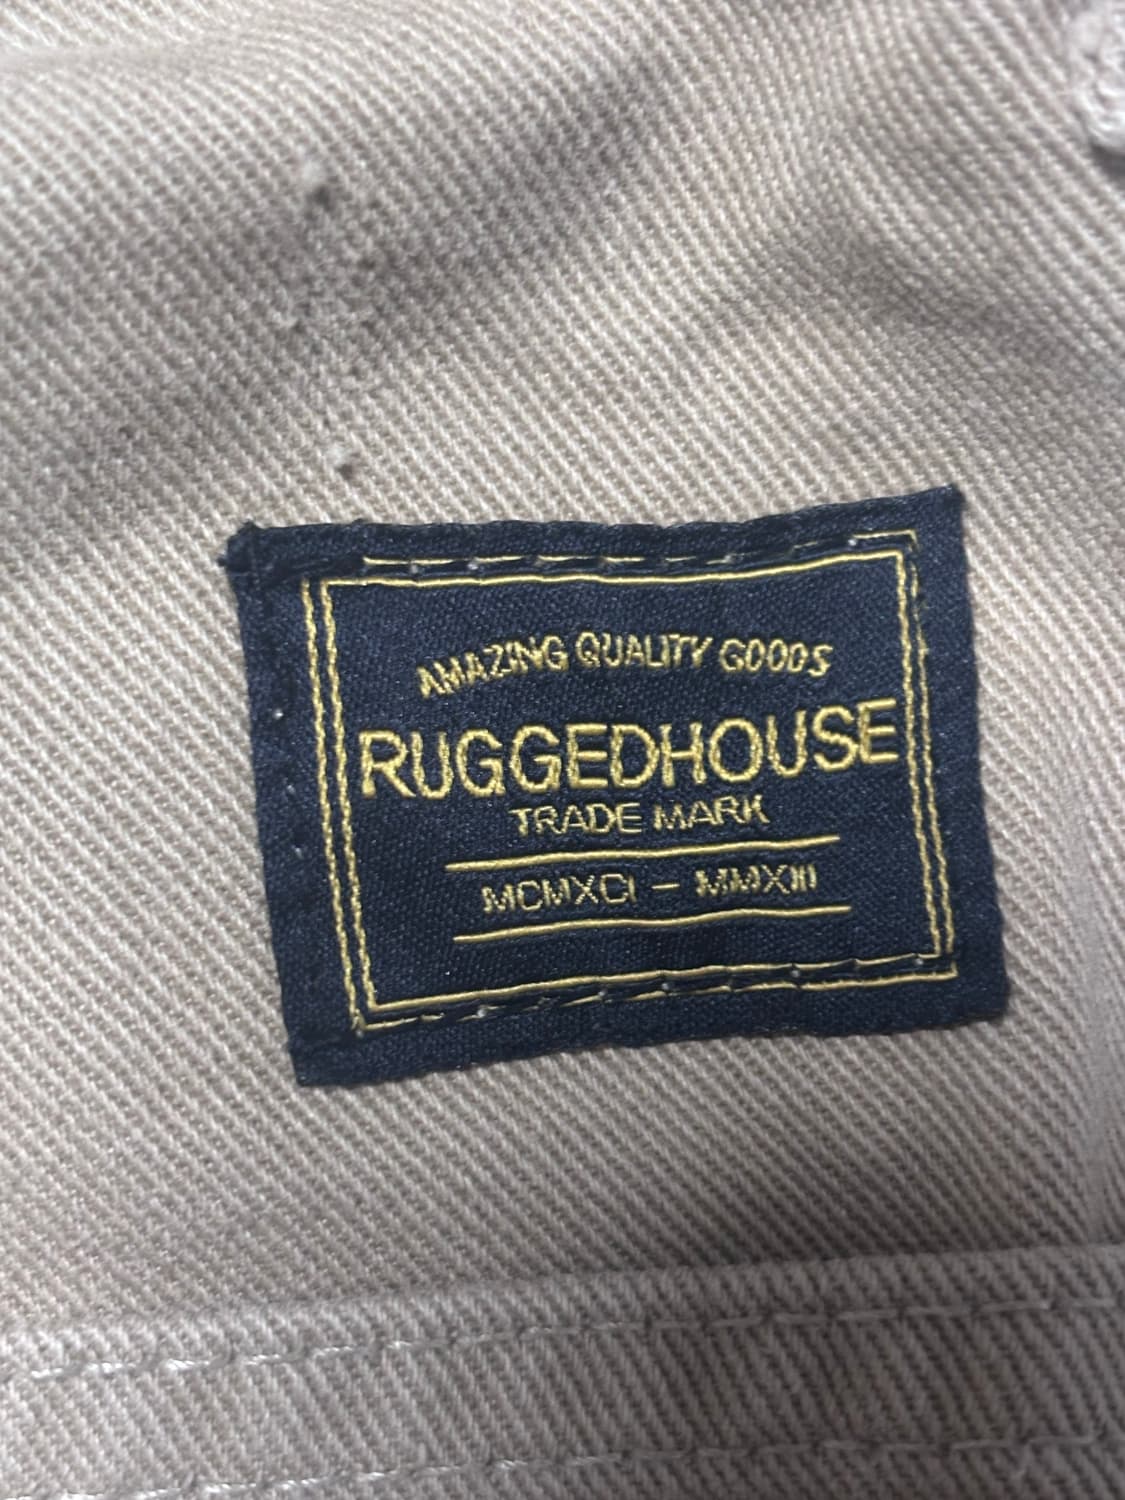 AMAZING QUALITY GOODS
RUGGEDHOUSE
TRADE MARK
MCMXCI - MMXIII